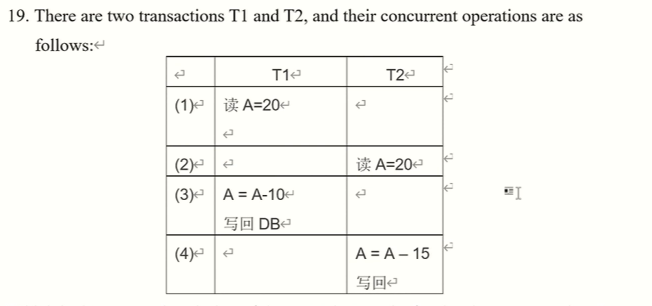 19. There are two transactions T1 and T2, and their concurrent operations are as
follows:
T1 T2
(1) 读 A=20
(2) 读 A=20
(3) A = A-10
写回 DB
(4) A = A – 15
写回